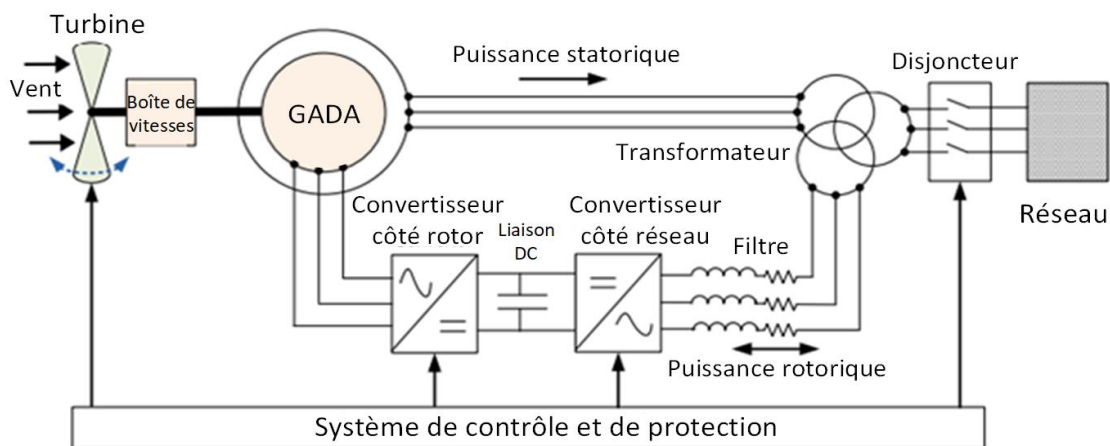 Turbine
Vent
Boîte de
vitesses
GADA
Puissance statorique
Transformateur
Disjoncteur
Réseau
Convertisseur
côté rotor
Liaison
DC
Convertisseur
côté réseau
Filtre
Puissance rotorique
Système de contrôle et de protection